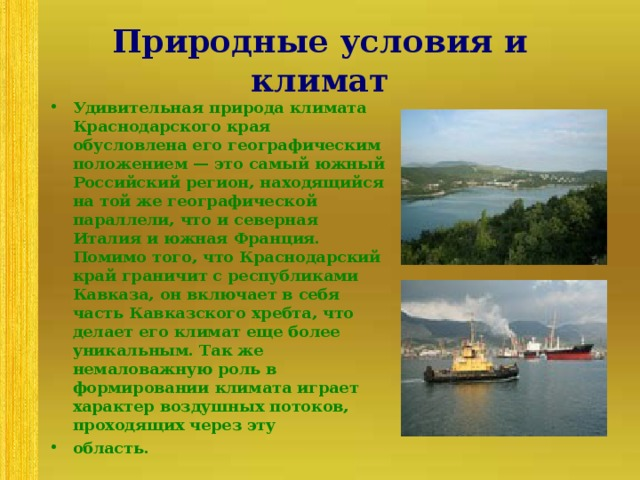 Природные условия и
климат
• Удивительная природа климата
Краснодарского края
обусловлена его географическим
положением — это самый южный
Российский регион, находящийся
на той же географической
параллели, что и северная
Италия и южная Франция.
Помимо того, что Краснодарский
край граничит с республиками
Кавказа, он включает в себя
часть Кавказского хребта, что
делает его климат еще более
уникальным. Так же
немаловажную роль в
формировании климата играет
характер воздушных потоков,
проходящих через эту
• область.